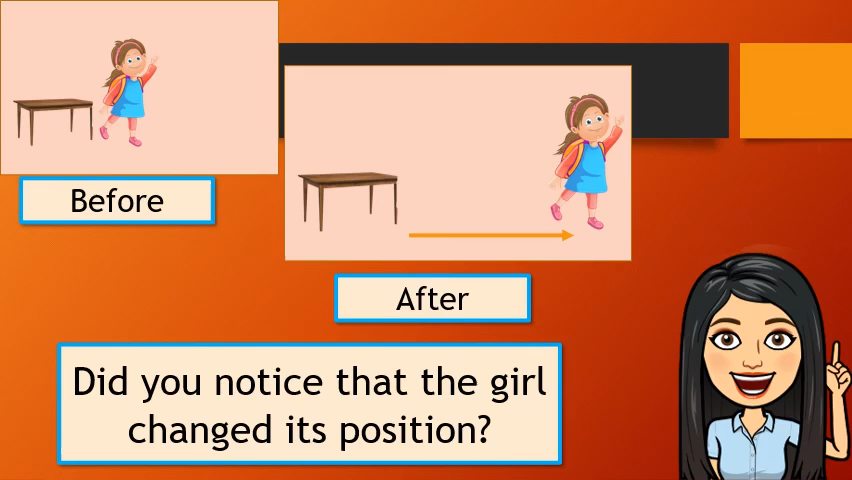 Before
After
Did you notice that the girl
changed its position?